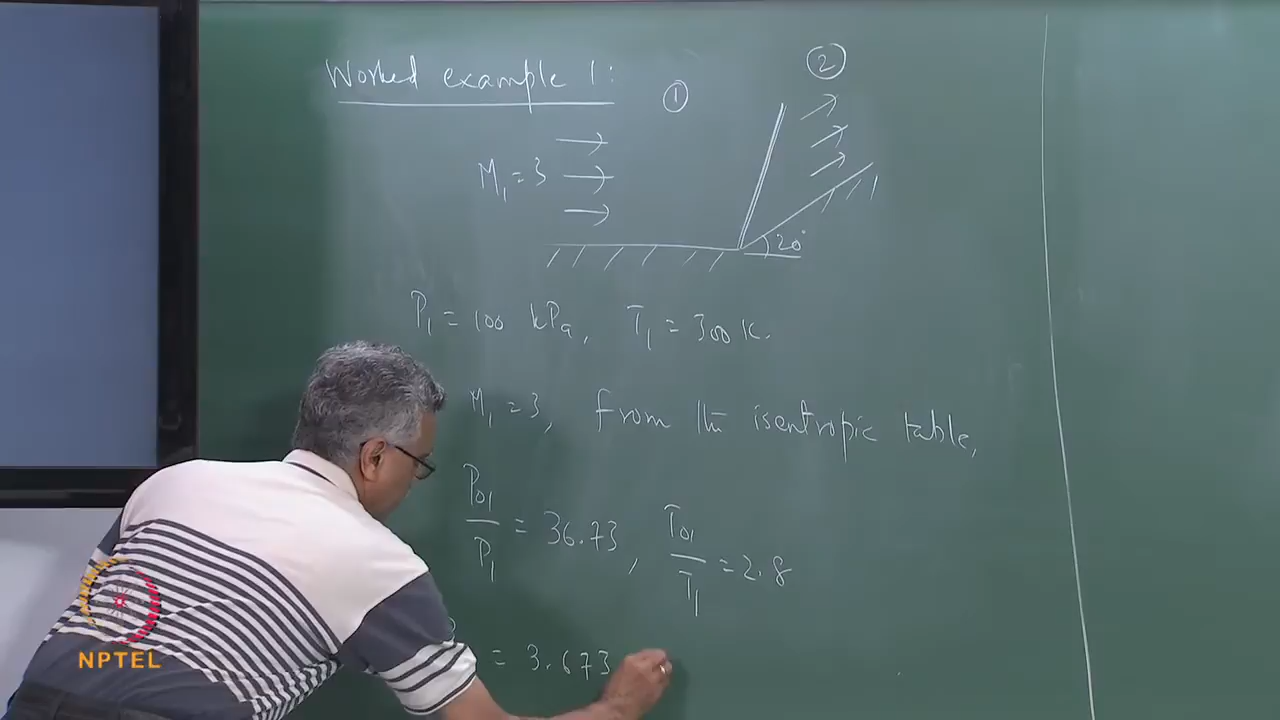 Worked example 1:
①
②
M₁ = 3
20°
P₁ = 100 kPa, T₁ = 300 K.
M₁ = 3, from the isentropic table,
P₀₁/P₁ = 36.73, T₀₁/T₁ = 2.8
= 3.673
NPTEL